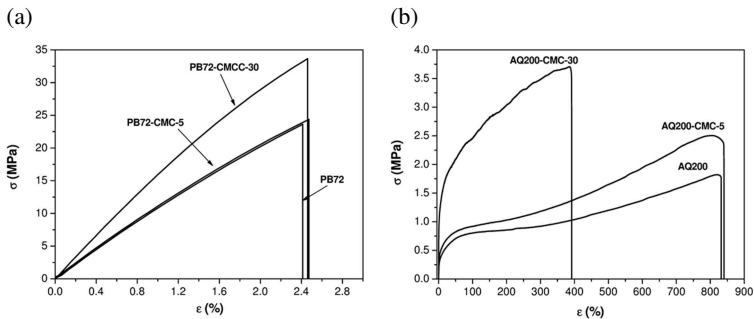 (a)
(b)
35
30
25
20
15
10
5
0
σ (MPa)
PB72-CMCC-30
PB72-CMC-5
PB72
0.0 0.4 0.8 1.2 1.6 2.0 2.4 2.8
ε (%)
4.0
3.5
3.0
2.5
2.0
1.5
1.0
0.5
0.0
σ (MPa)
AQ200-CMC-30
AQ200-CMC-5
AQ200
0 100 200 300 400 500 600 700 800 900
ε (%)